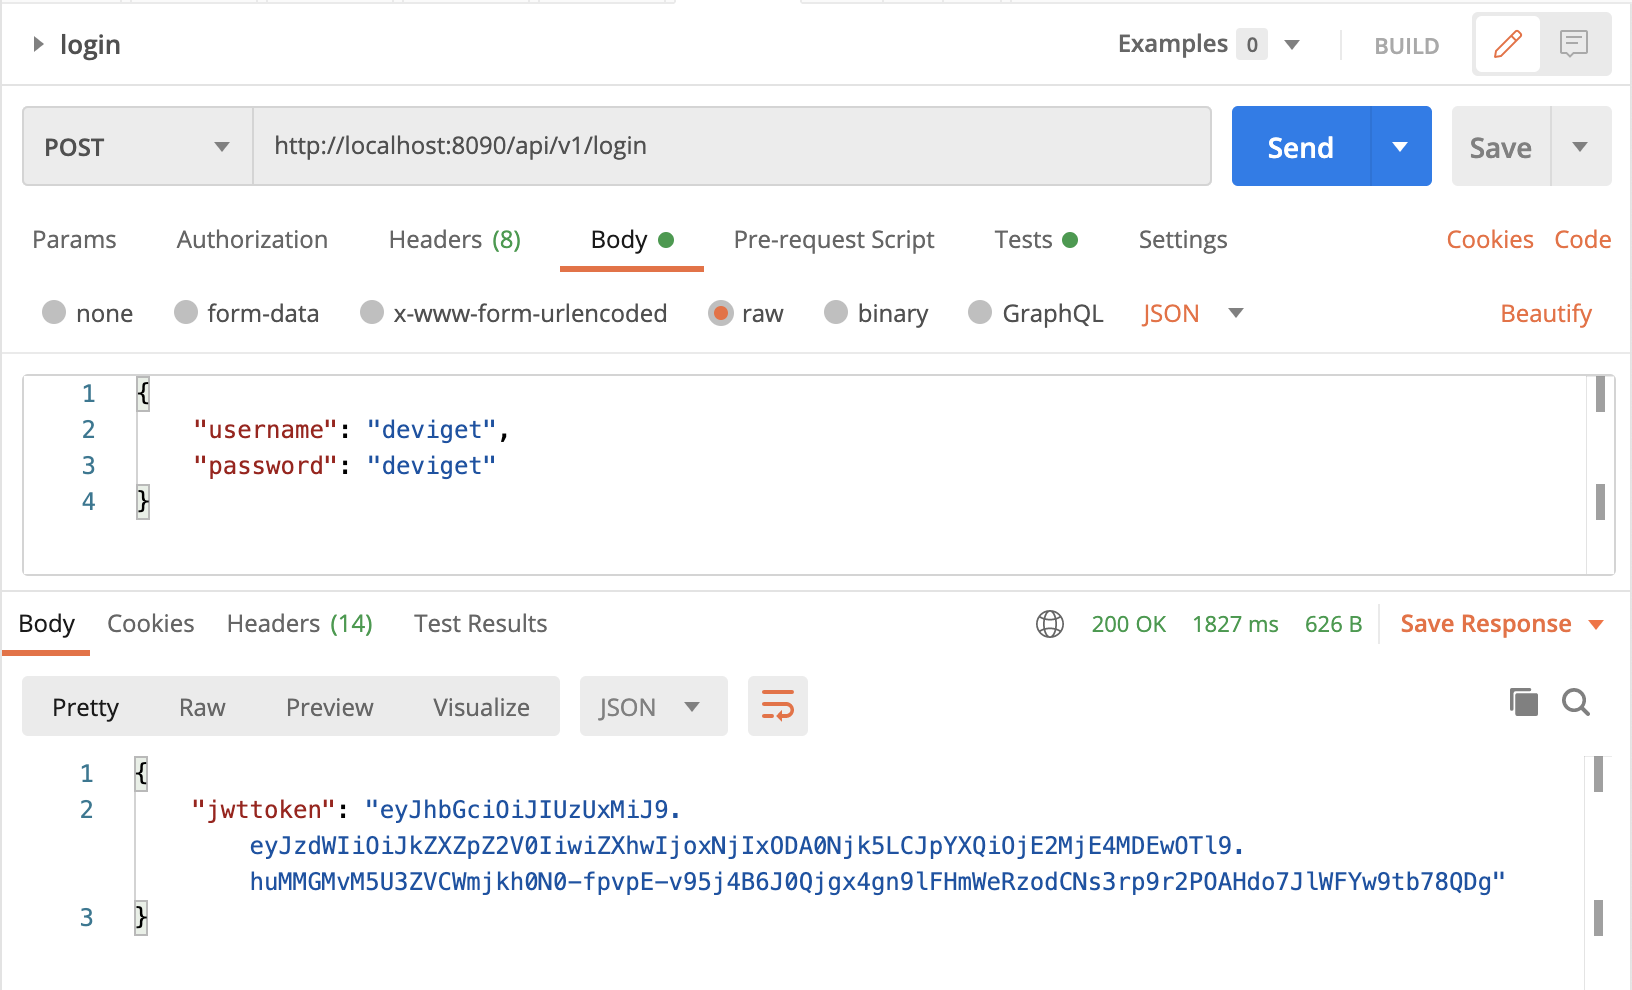 login
Examples 0 BUILD
POST http://localhost:8090/api/v1/login Send Save
Params Authorization Headers (8) Body Pre-request Script Tests Settings Cookies Code
none form-data x-www-form-urlencoded raw binary GraphQL JSON Beautify
1 {
2 "username": "deviget",
3 "password": "deviget"
4 }
Body Cookies Headers (14) Test Results 200 OK 1827 ms 626 B Save Response
Pretty Raw Preview Visualize JSON
1 {
2 "jwttoken": "eyJhbGciOiJIUzUxMiJ9.
eyJzdWIiOiJkZXZpZ2V0IiwiZXhwIjoxNjIxODA0Njk5LCJpYXQiOjE2MjE4MDEwOTl9.
huMMGMvM5U3ZVCWmjkh0N0-fpvpE-v95j4B6J0Qjgx4gn9lFHmWeRzodCNs3rp9r2POAHdo7JlWFYw9tb78QDg"
3 }